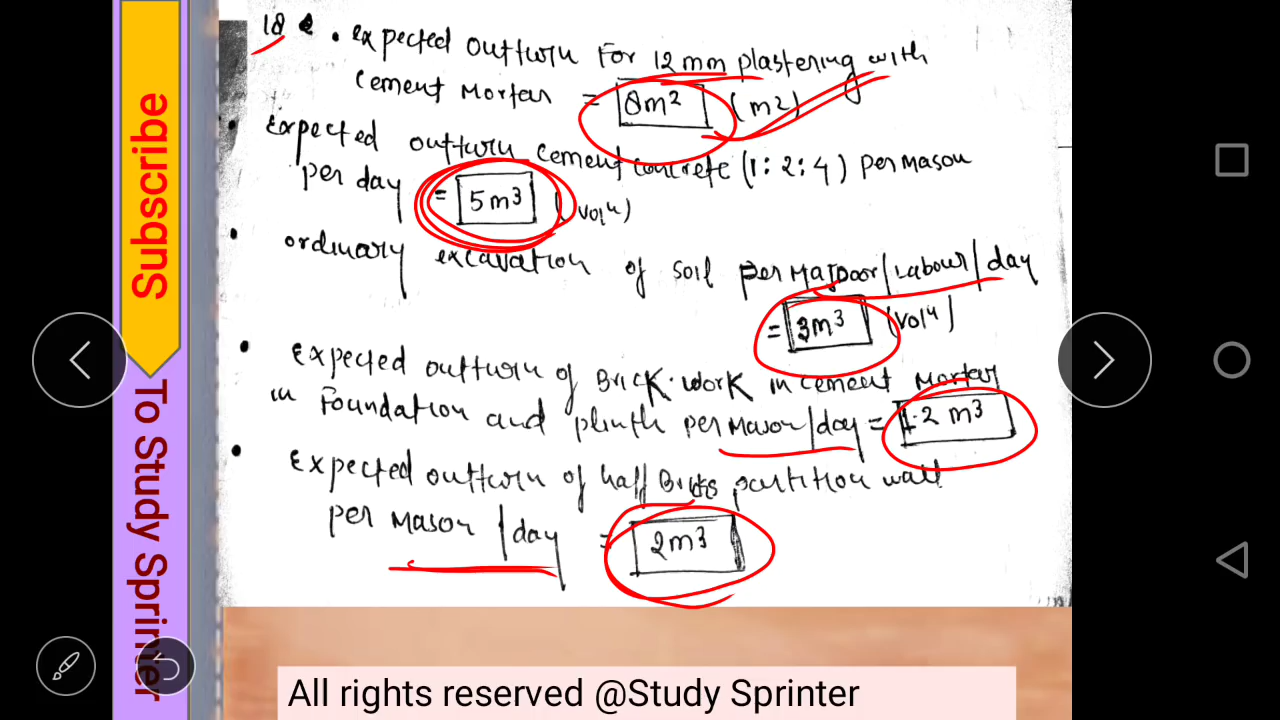 18 . Expected outturn For 12 mm plastering with
cement Mortar = 8m² (m2)
Expected outturn cement concrete (1:2:4) per Mason
per day = 5m³ (Vol⁴)
ordinary excavation of soil per Majdoor/Labour/day
= 3m³ (Vol⁴)
Expected outturn of Brick.work in cement Mortar
in Foundation and plinth per Mason/day = 1.2 m³
Expected outturn of half Bricks partition wall
per Mason/day = 2m³
Subscribe
To Study Sprinter
All rights reserved @Study Sprinter